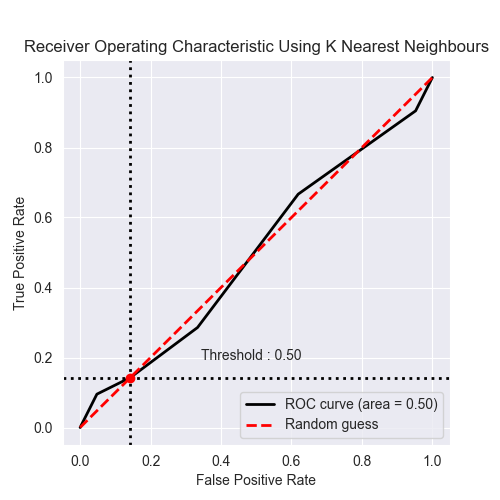 Receiver Operating Characteristic Using K Nearest Neighbours
1.0
0.8
0.6
0.4
0.2
0.0
True Positive Rate
Threshold : 0.50
ROC curve (area = 0.50)
Random guess
0.0 0.2 0.4 0.6 0.8 1.0
False Positive Rate